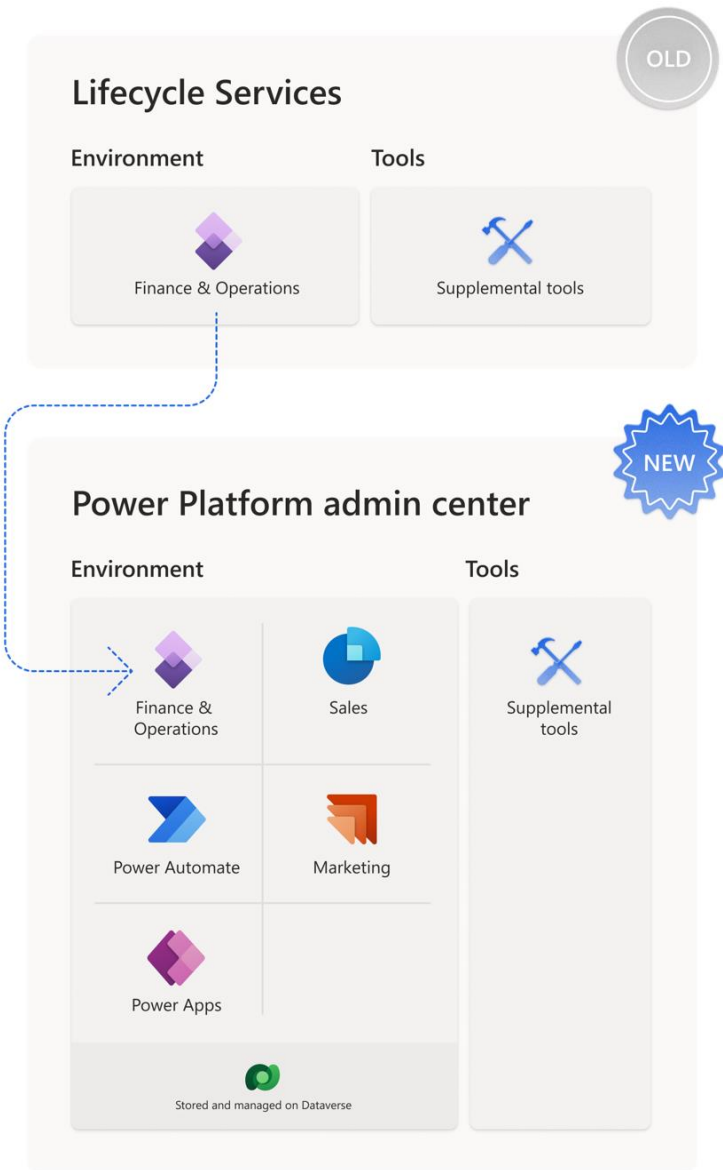 OLD
Lifecycle Services
Environment
Tools
Finance & Operations
Supplemental tools
NEW
Power Platform admin center
Environment
Tools
Finance &
Operations
Sales
Supplemental
tools
Power Automate
Marketing
Power Apps
Stored and managed on Dataverse